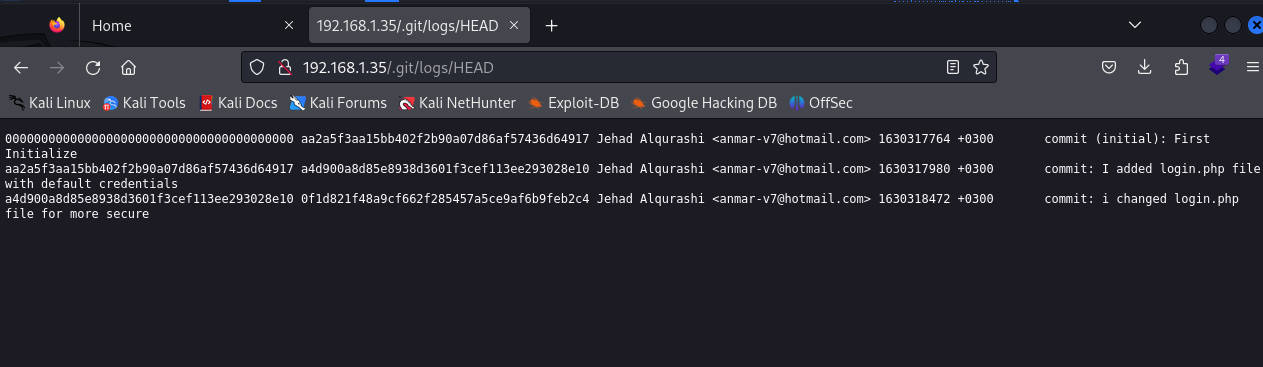 Home
192.168.1.35/.git/logs/HEAD
192.168.1.35/.git/logs/HEAD
4
Kali Linux Kali Tools Kali Docs Kali Forums Kali NetHunter Exploit-DB Google Hacking DB OffSec
0000000000000000000000000000000000000000 aa2a5f3aa15bb402f2b90a07d86af57436d64917 Jehad Alqurashi <anmar-v7@hotmail.com> 1630317764 +0300 commit (initial): First
Initialize
aa2a5f3aa15bb402f2b90a07d86af57436d64917 a4d900a8d85e8938d3601f3cef113ee293028e10 Jehad Alqurashi <anmar-v7@hotmail.com> 1630317980 +0300 commit: I added login.php file
with default credentials
a4d900a8d85e8938d3601f3cef113ee293028e10 0f1d821f48a9cf662f285457a5ce9af6b9feb2c4 Jehad Alqurashi <anmar-v7@hotmail.com> 1630318472 +0300 commit: i changed login.php
file for more secure